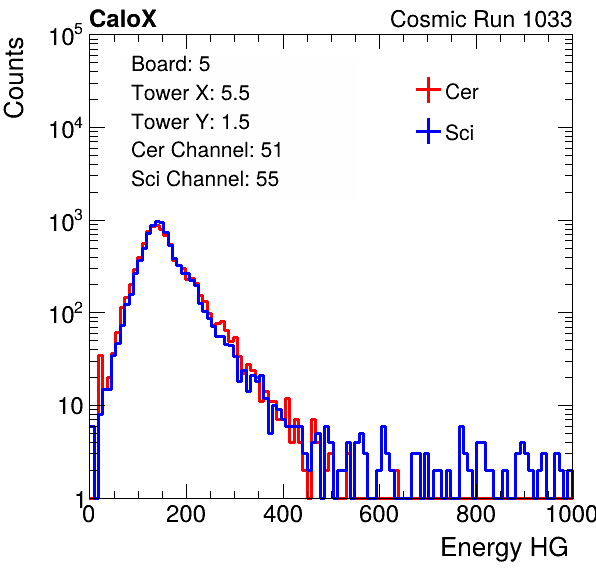 CaloX Cosmic Run 1033
Counts
Board: 5
Tower X: 5.5
Tower Y: 1.5
Cer Channel: 51
Sci Channel: 55
Cer
Sci
10^5
10^4
10^3
10^2
10
1
0 200 400 600 800 1000
Energy HG